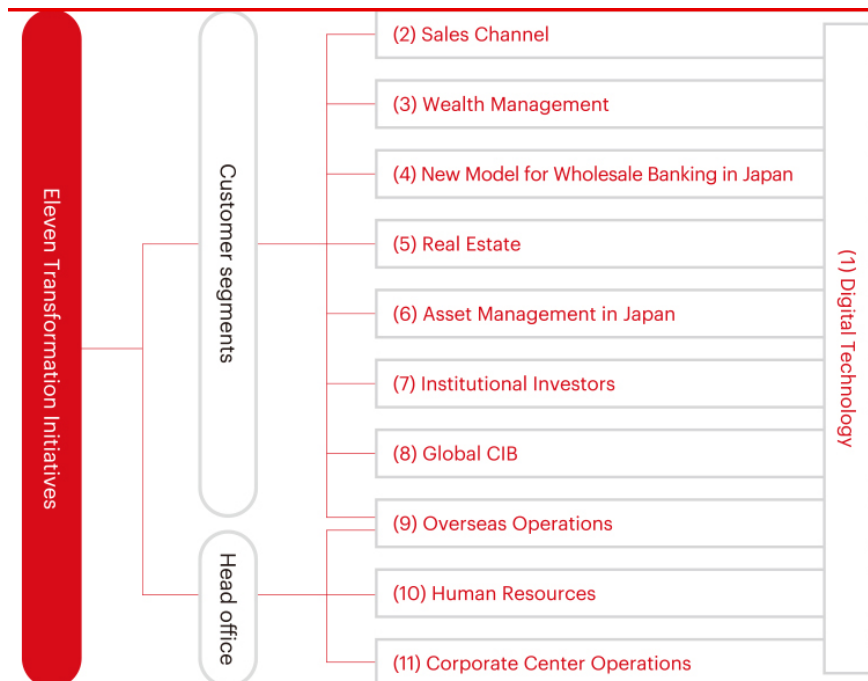 Eleven Transformation Initiatives
Customer segments
Head office
(2) Sales Channel
(3) Wealth Management
(4) New Model for Wholesale Banking in Japan
(5) Real Estate
(6) Asset Management in Japan
(7) Institutional Investors
(8) Global CIB
(9) Overseas Operations
(10) Human Resources
(11) Corporate Center Operations
(1) Digital Technology